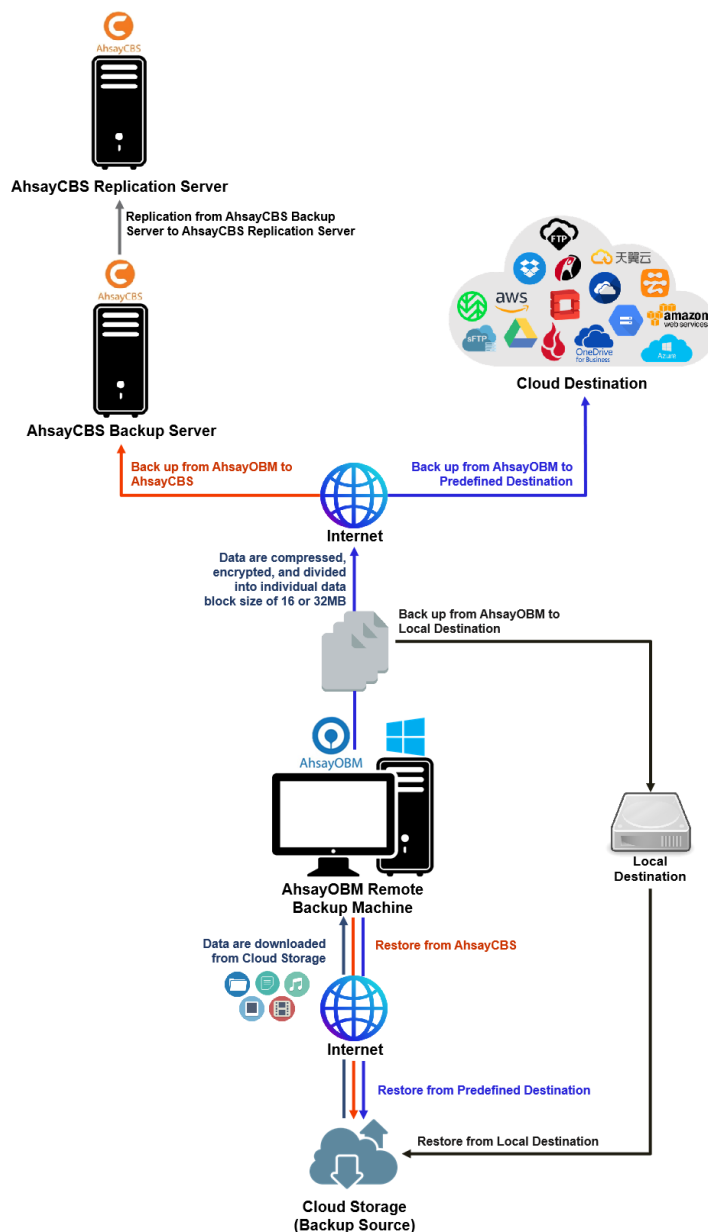 AhsayCBS
AhsayCBS Replication Server
Replication from AhsayCBS Backup
Server to AhsayCBS Replication Server
AhsayCBS
AhsayCBS Backup Server
FTP
天翼云
aws
amazon
web services
sFTP
OneDrive
for Business
Azure
Cloud Destination
Back up from AhsayOBM to
AhsayCBS
Back up from AhsayOBM to
Predefined Destination
Internet
Data are compressed,
encrypted, and divided
into individual data
block size of 16 or 32MB
Back up from AhsayOBM to
Local Destination
AhsayOBM
Local
Destination
AhsayOBM Remote
Backup Machine
Data are downloaded
from Cloud Storage
Restore from AhsayCBS
Internet
Restore from Predefined Destination
Restore from Local Destination
Cloud Storage
(Backup Source)